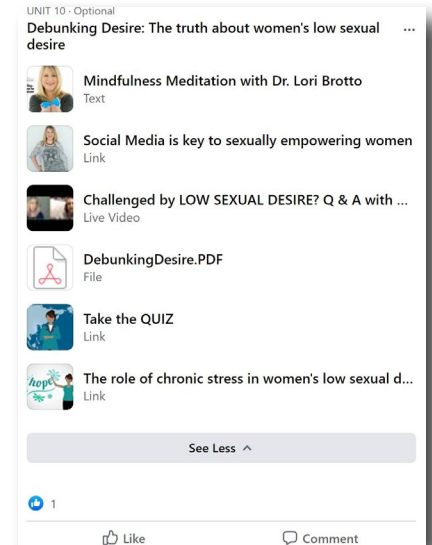 UNIT 10 · Optional
Debunking Desire: The truth about women's low sexual
desire
Mindfulness Meditation with Dr. Lori Brotto
Text
Social Media is key to sexually empowering women
Link
Challenged by LOW SEXUAL DESIRE? Q & A with ...
Live Video
DebunkingDesire.PDF
File
Take the QUIZ
Link
hope
The role of chronic stress in women's low sexual d...
Link
See Less
1
Like
Comment